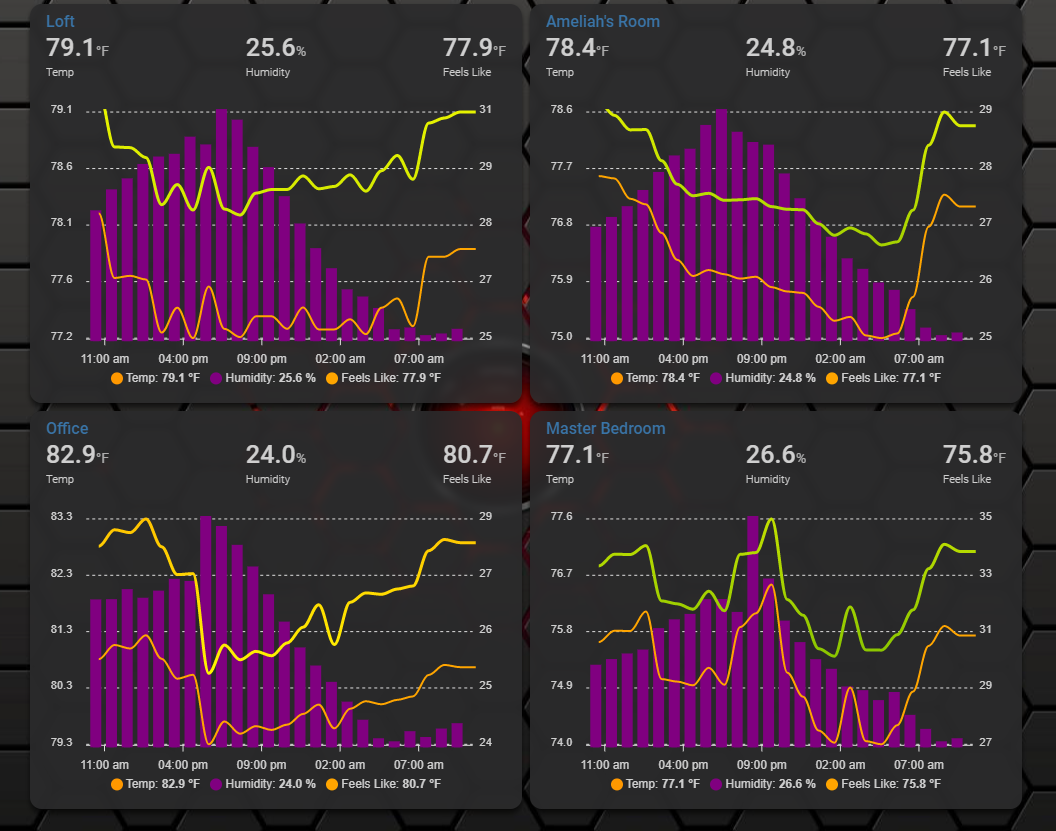 Loft
79.1°F 25.6% 77.9°F
Temp Humidity Feels Like
79.1 31
78.6 29
78.1 28
77.6 27
77.2 25
11:00 am 04:00 pm 09:00 pm 02:00 am 07:00 am
Temp: 79.1 °F Humidity: 25.6 % Feels Like: 77.9 °F
Ameliah's Room
78.4°F 24.8% 77.1°F
Temp Humidity Feels Like
78.6 29
77.7 28
76.8 27
75.9 26
75.0 25
11:00 am 04:00 pm 09:00 pm 02:00 am 07:00 am
Temp: 78.4 °F Humidity: 24.8 % Feels Like: 77.1 °F
Office
82.9°F 24.0% 80.7°F
Temp Humidity Feels Like
83.3 29
82.3 27
81.3 26
80.3 25
79.3 24
11:00 am 04:00 pm 09:00 pm 02:00 am 07:00 am
Temp: 82.9 °F Humidity: 24.0 % Feels Like: 80.7 °F
Master Bedroom
77.1°F 26.6% 75.8°F
Temp Humidity Feels Like
77.6 35
76.7 33
75.8 31
74.9 29
74.0 27
11:00 am 04:00 pm 09:00 pm 02:00 am 07:00 am
Temp: 77.1 °F Humidity: 26.6 % Feels Like: 75.8 °F